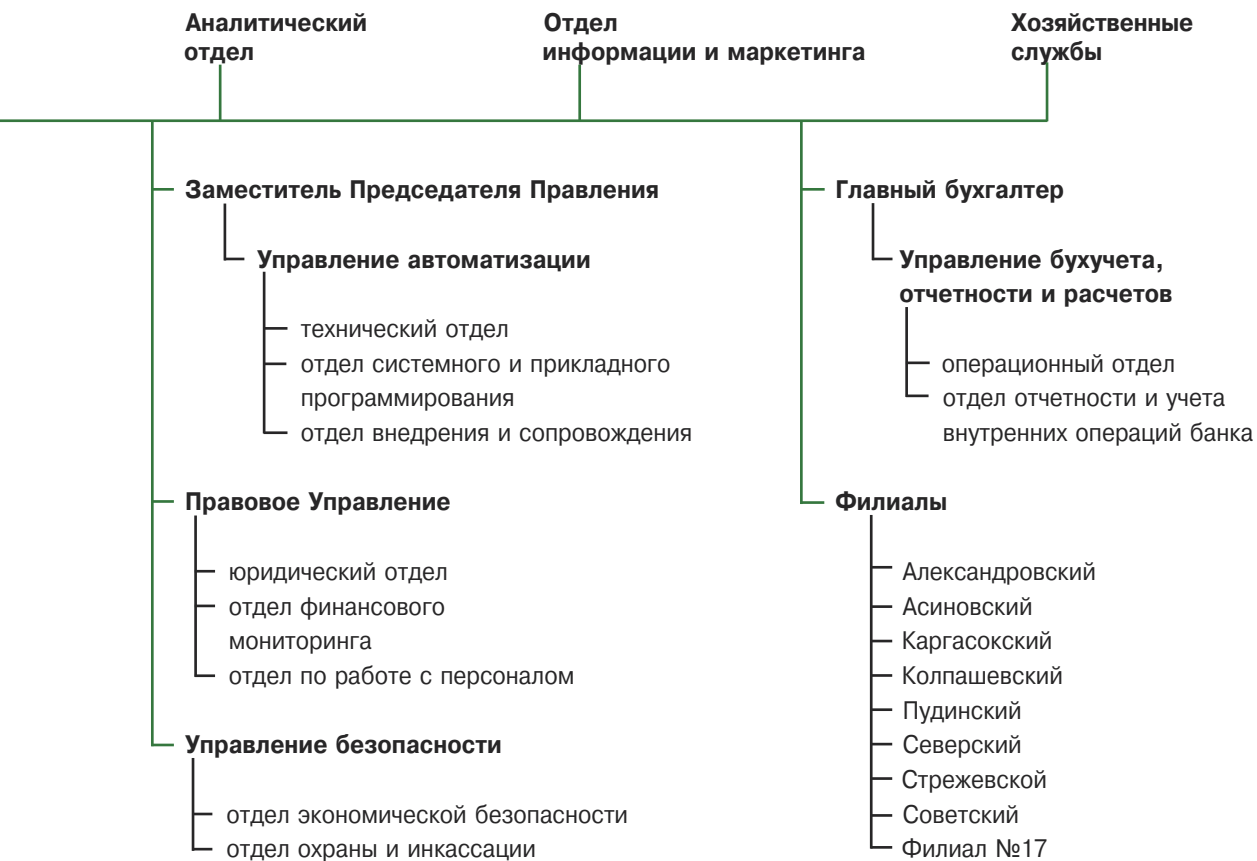 Аналитический
отдел
Отдел
информации и маркетинга
Хозяйственные
службы
Заместитель Председателя Правления
Управление автоматизации
технический отдел
отдел системного и прикладного
программирования
отдел внедрения и сопровождения
Правовое Управление
юридический отдел
отдел финансового
мониторинга
отдел по работе с персоналом
Управление безопасности
отдел экономической безопасности
отдел охраны и инкассации
Главный бухгалтер
Управление бухучета,
отчетности и расчетов
операционный отдел
отдел отчетности и учета
внутренних операций банка
Филиалы
Александровский
Асиновский
Каргасокский
Колпашевский
Пудинский
Северский
Стрежевской
Советский
Филиал №17